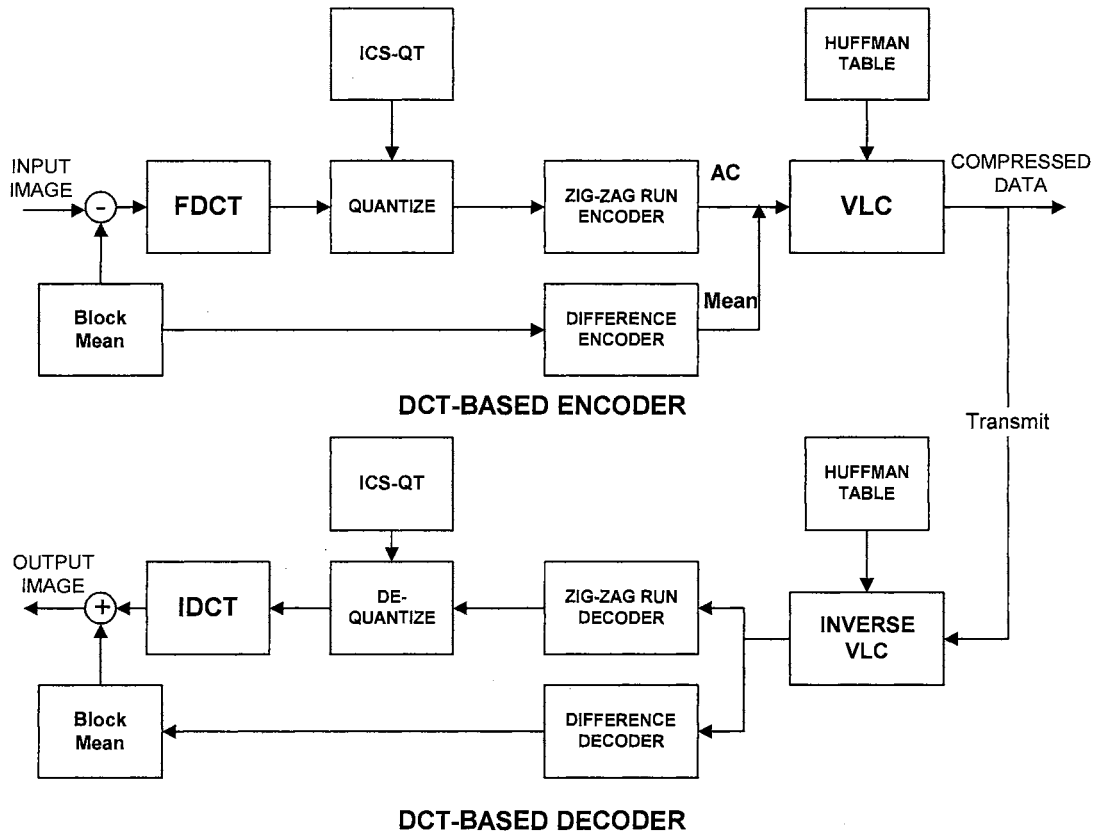 ICS-QT
HUFFMAN
TABLE
INPUT
IMAGE
-
FDCT
QUANTIZE
ZIG-ZAG RUN
ENCODER
AC
VLC
COMPRESSED
DATA
Block
Mean
DIFFERENCE
ENCODER
Mean
DCT-BASED ENCODER
Transmit
ICS-QT
HUFFMAN
TABLE
OUTPUT
IMAGE
+
IDCT
DE-
QUANTIZE
ZIG-ZAG RUN
DECODER
INVERSE
VLC
Block
Mean
DIFFERENCE
DECODER
DCT-BASED DECODER